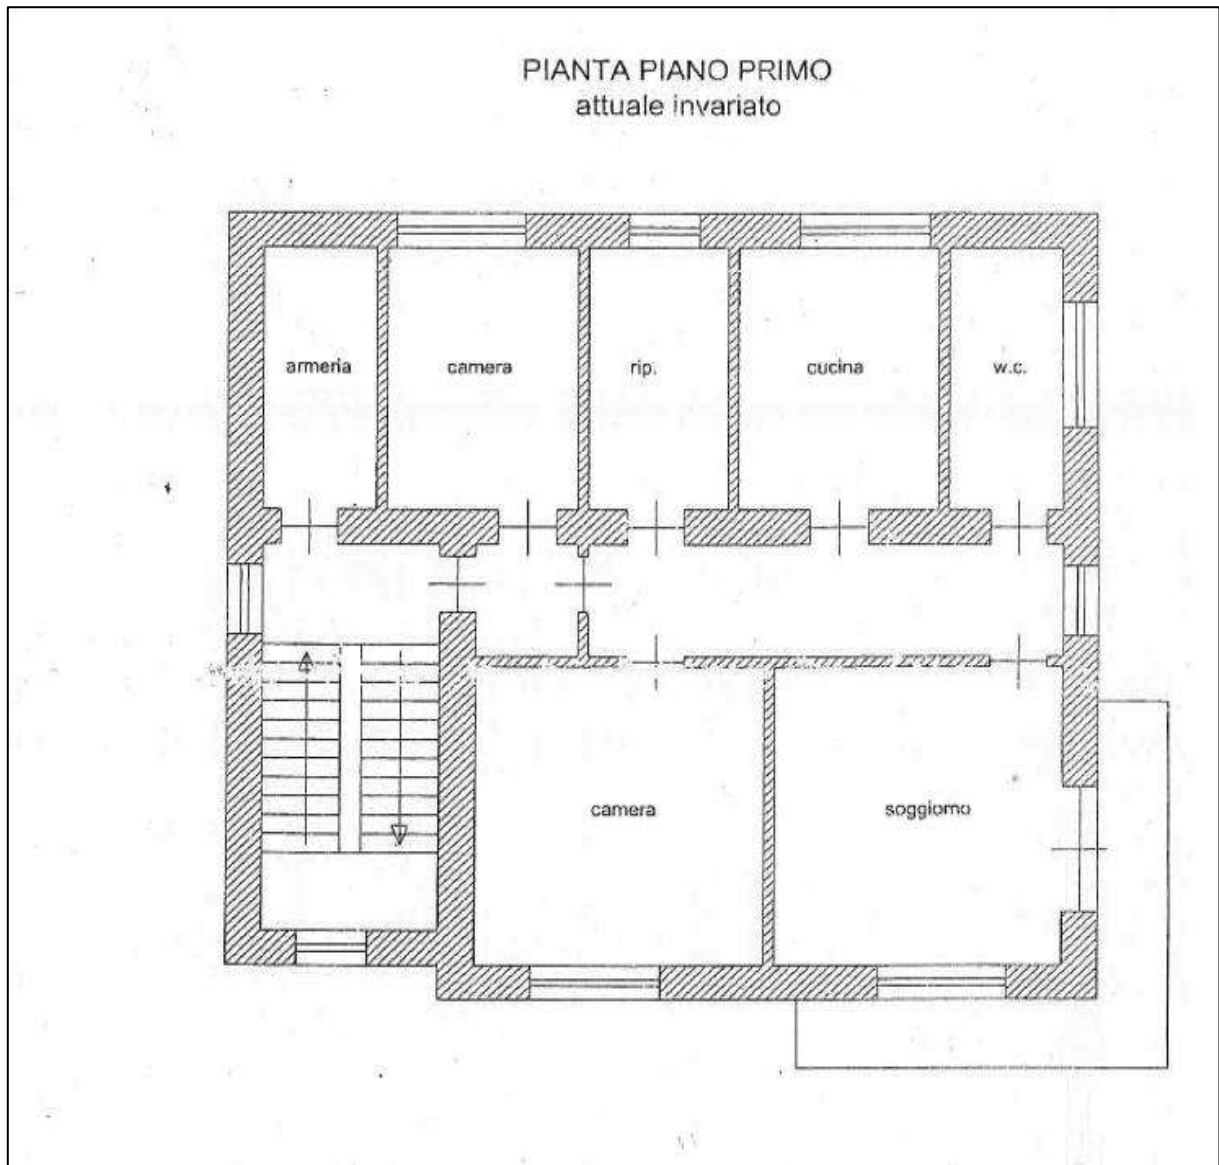 PIANTA PIANO PRIMO
attuale invariato
armeria
camera
rip.
cucina
w.c.
camera
soggiorno